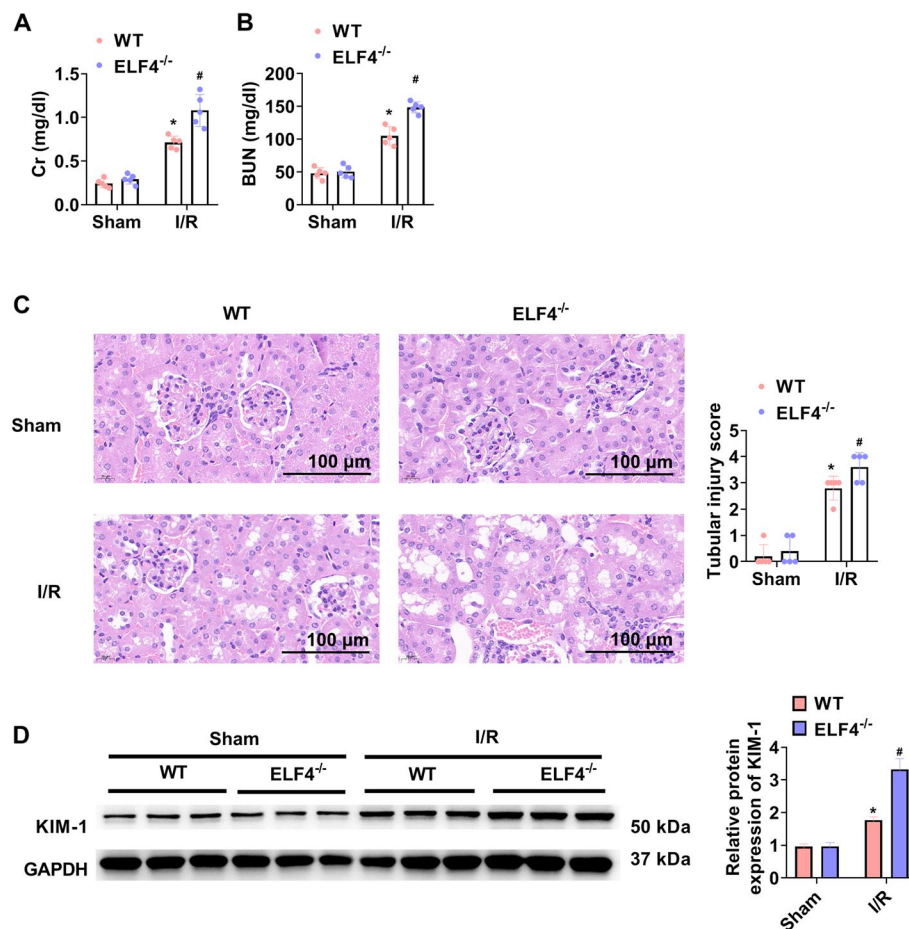 A
WT
ELF4-/-
Cr (mg/dl)
1.5
1.0
0.5
0.0
*
#
Sham
I/R
B
WT
ELF4-/-
BUN (mg/dl)
200
150
100
50
0
*
#
Sham
I/R
C
WT
ELF4-/-
Sham
100 µm
100 µm
I/R
100 µm
100 µm
WT
ELF4-/-
Tubular injury score
5
4
3
2
1
0
*
#
Sham
I/R
D
Sham
I/R
WT
ELF4-/-
WT
ELF4-/-
KIM-1
50 kDa
GAPDH
37 kDa
WT
ELF4-/-
Relative protein
expression of KIM-1
4
3
2
1
0
*
#
Sham
I/R